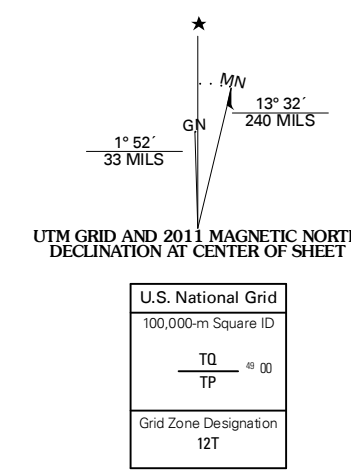 ★
MN
13° 32´
240 MILS
GN
1° 52´
33 MILS
UTM GRID AND 2011 MAGNETIC NORTH
DECLINATION AT CENTER OF SHEET
U.S. National Grid
100,000-m Square ID
TQ
49 00
TP
Grid Zone Designation
12T